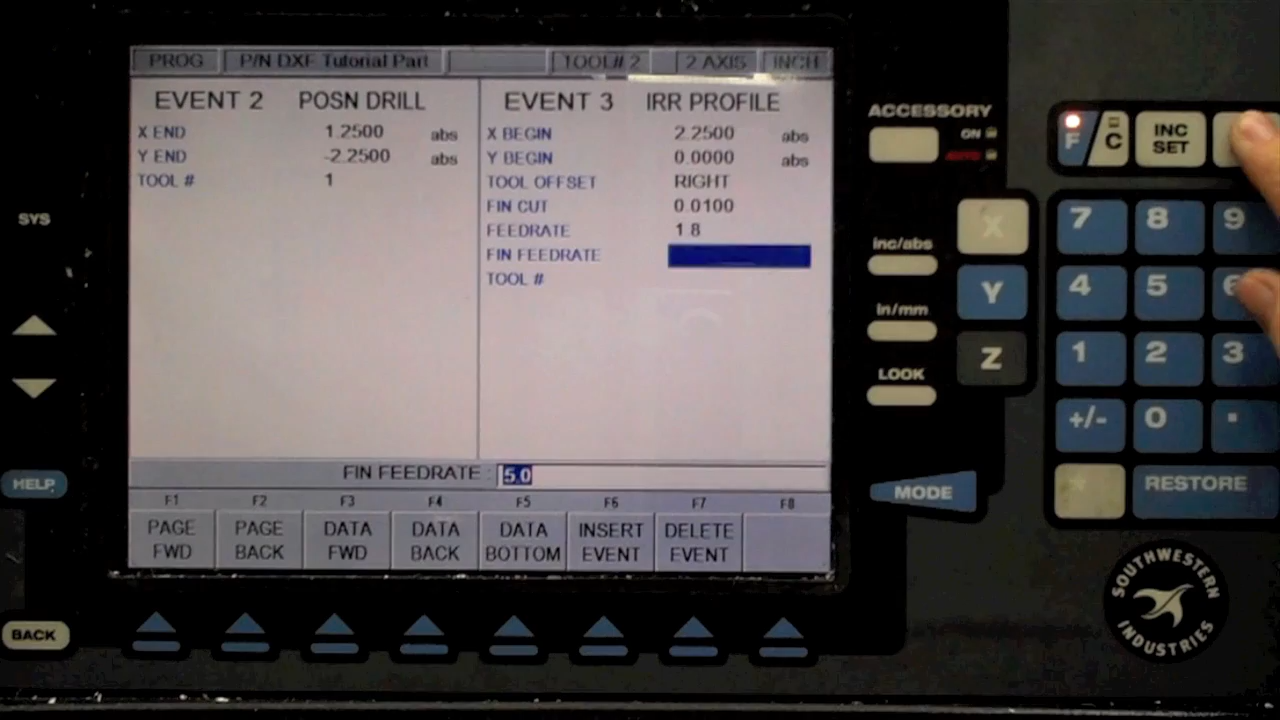 PROG P/N DXF Tutorial Part TOOL# 2 2 AXIS INCH
EVENT 2 POSN DRILL
X END 1.2500 abs
Y END -2.2500 abs
TOOL # 1
EVENT 3 IRR PROFILE
X BEGIN 2.2500 abs
Y BEGIN 0.0000 abs
TOOL OFFSET RIGHT
FIN CUT 0.0100
FEEDRATE 1.8
FIN FEEDRATE
TOOL #
FIN FEEDRATE : 5.0
F1 F2 F3 F4 F5 F6 F7 F8
PAGE FWD
PAGE BACK
DATA FWD
DATA BACK
DATA BOTTOM
INSERT EVENT
DELETE EVENT
SYS
HELP
BACK
ACCESSORY
ON
AUTO
inc/abs
in/mm
LOOK
MODE
F/C
INC SET
X
Y
Z
7 8 9
4 5 6
1 2 3
+/- 0 .
RESTORE
SOUTHWESTERN
INDUSTRIES